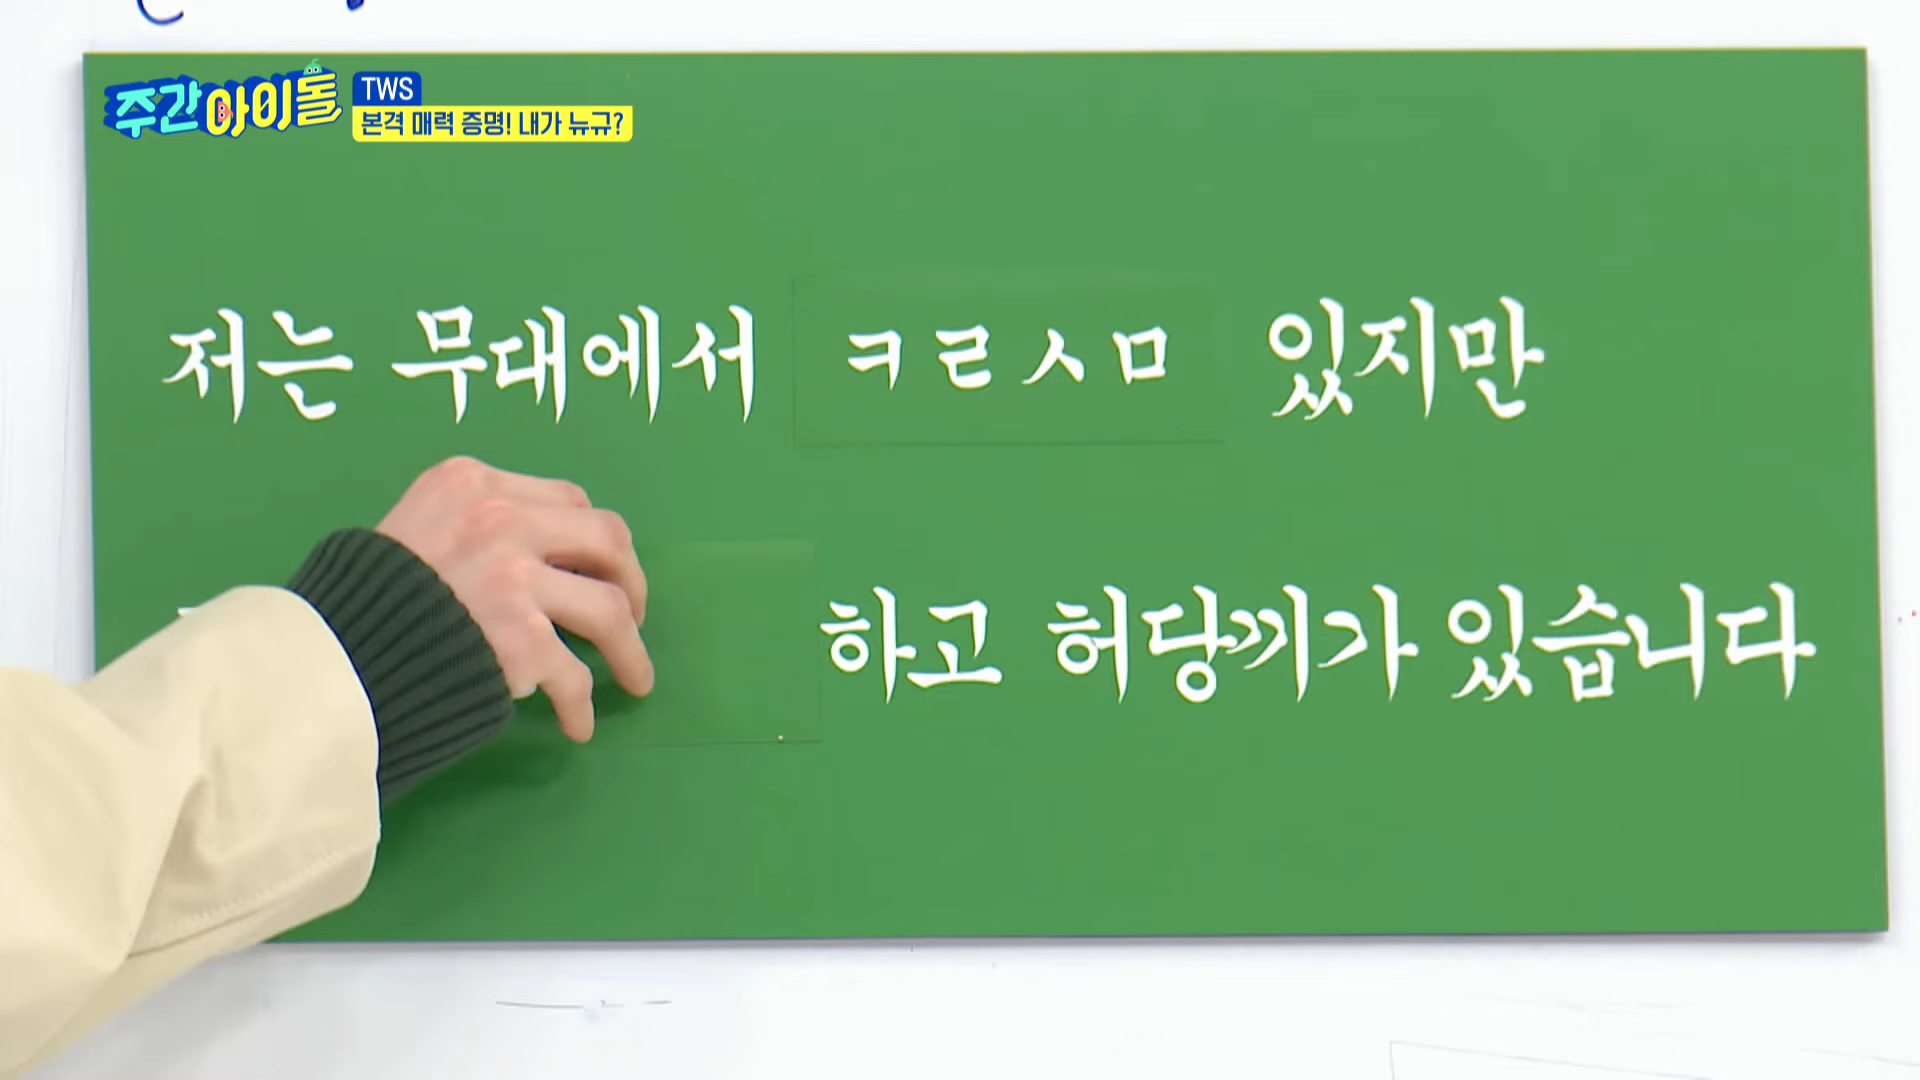 주간아이돌
TWS
본격 매력 증명! 내가 뉴규?
저는 무대에서 ㅋㄹㅅㅁ 있지만
하고 허당끼가 있습니다